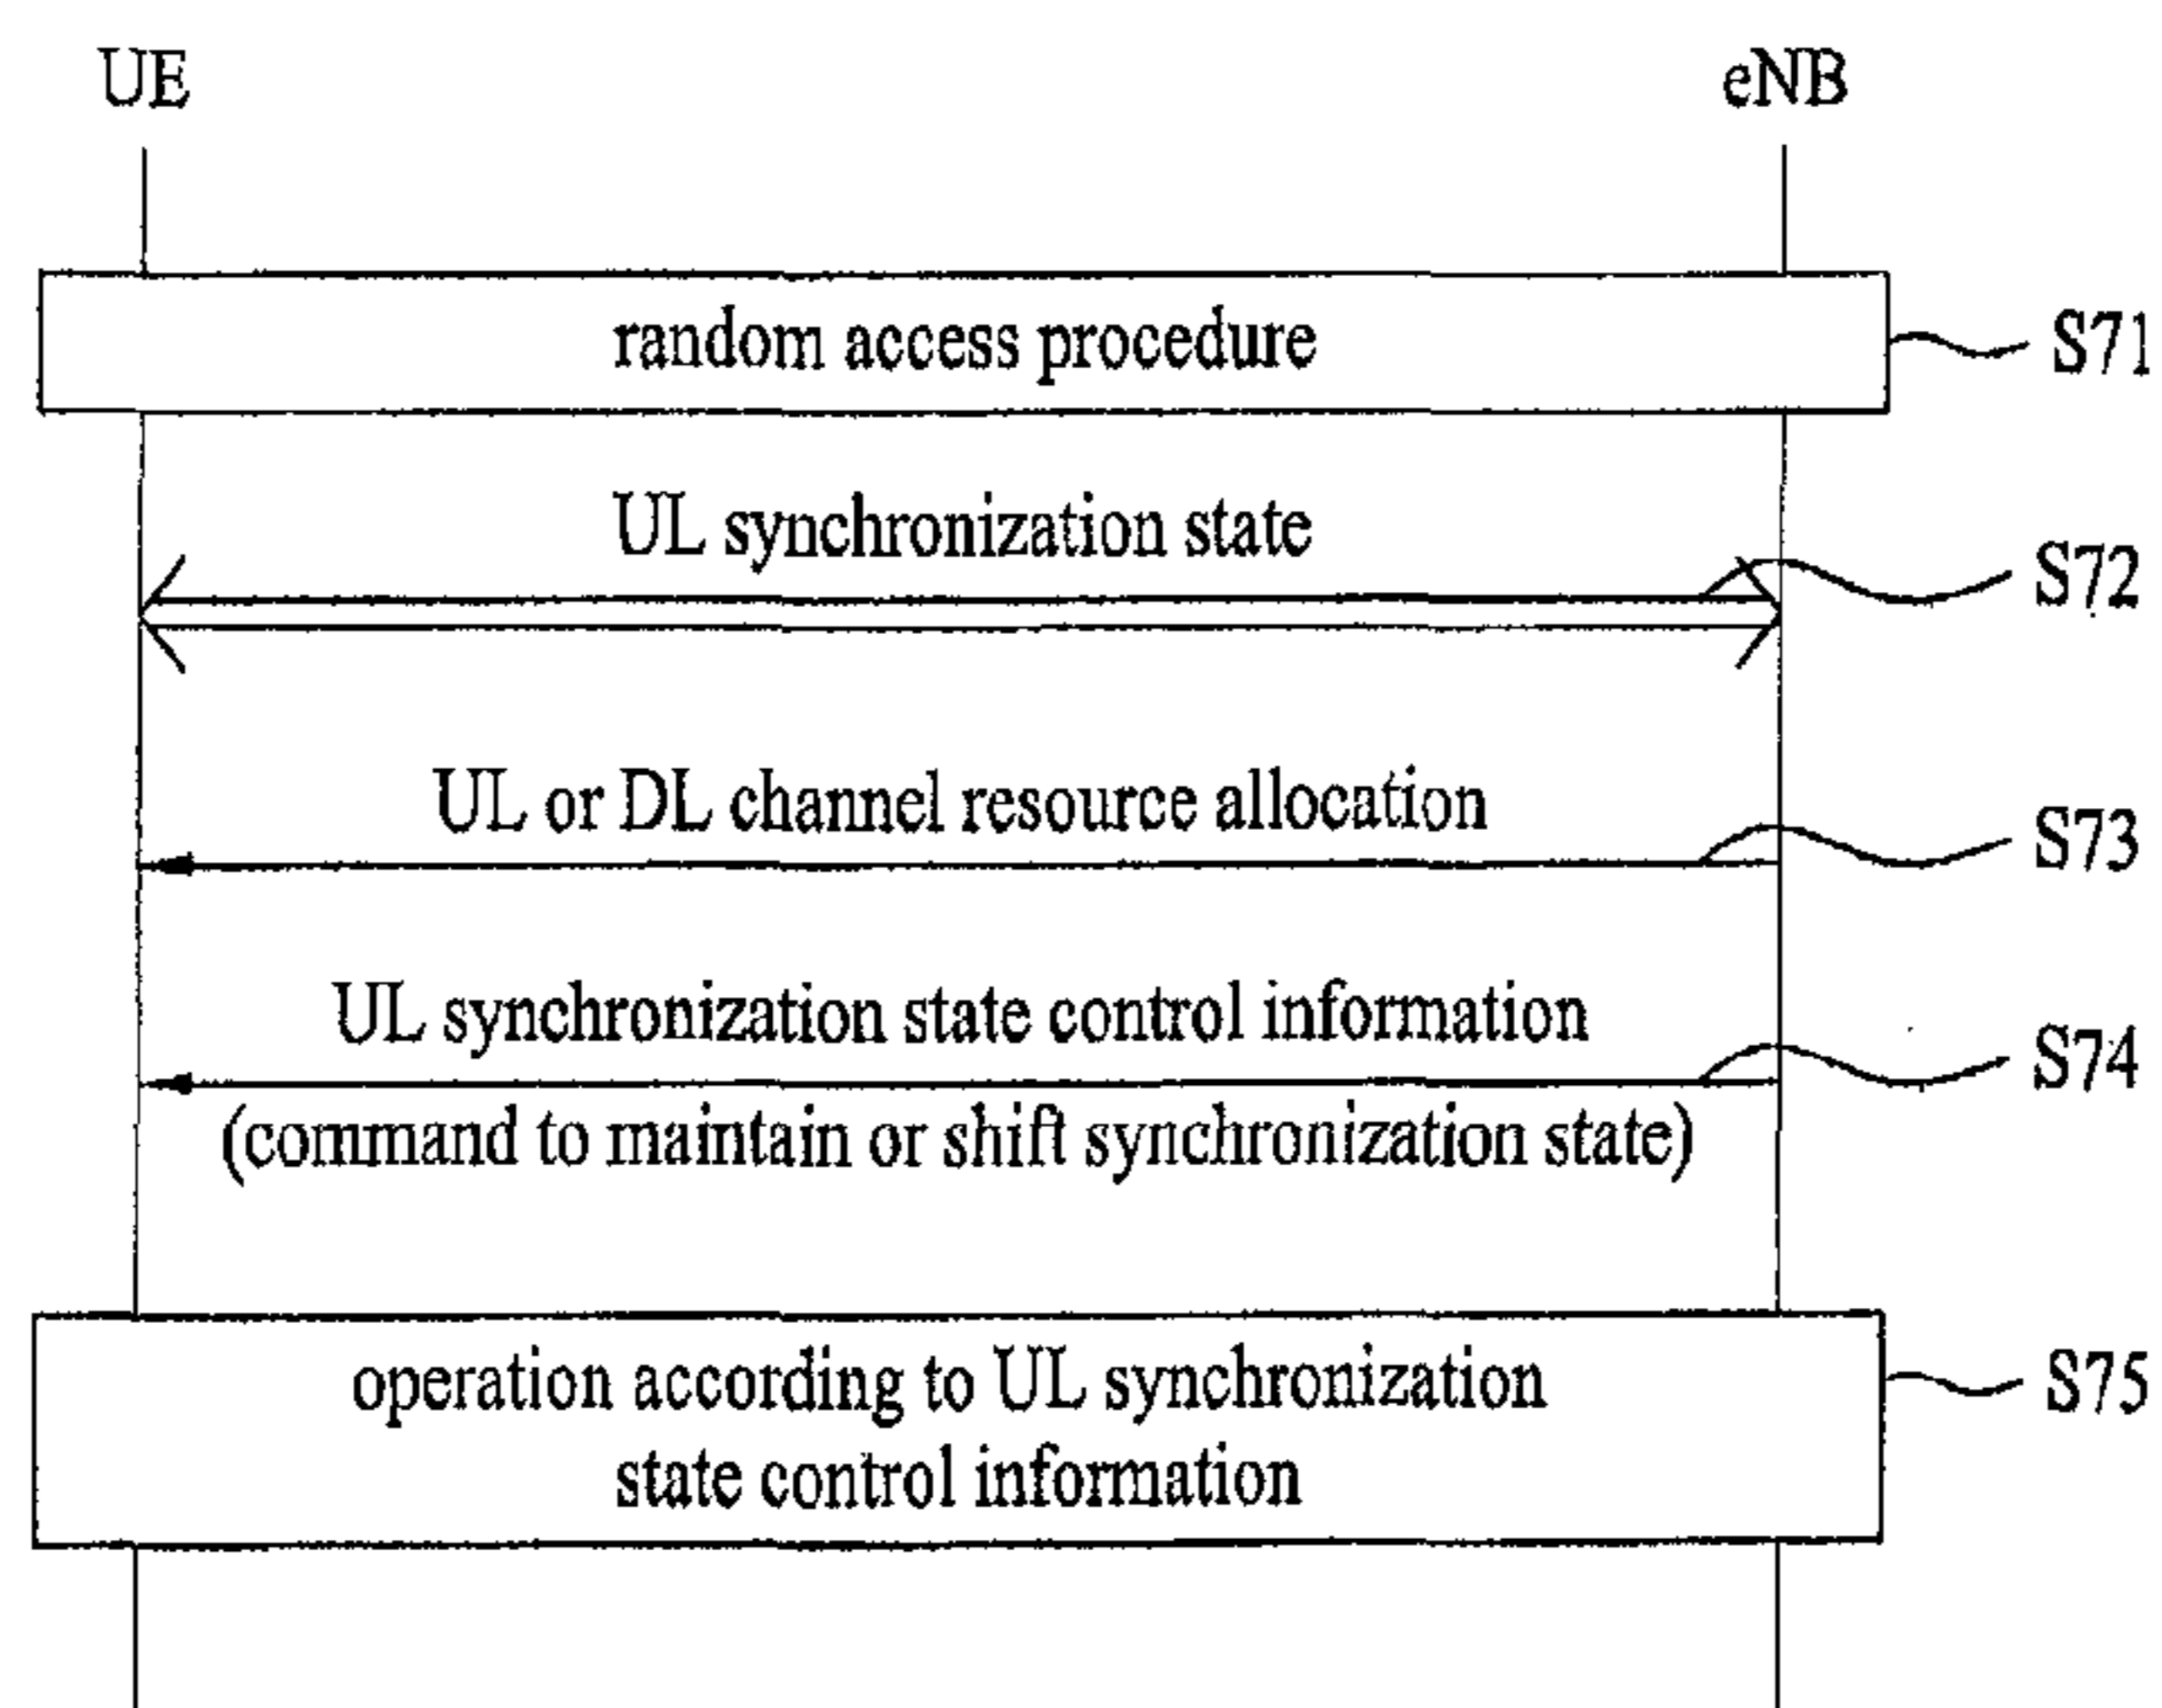 UE
eNB
random access procedure
S71
UL synchronization state
S72
UL or DL channel resource allocation
S73
UL synchronization state control information
S74
(command to maintain or shift synchronization state)
operation according to UL synchronization
S75
state control information